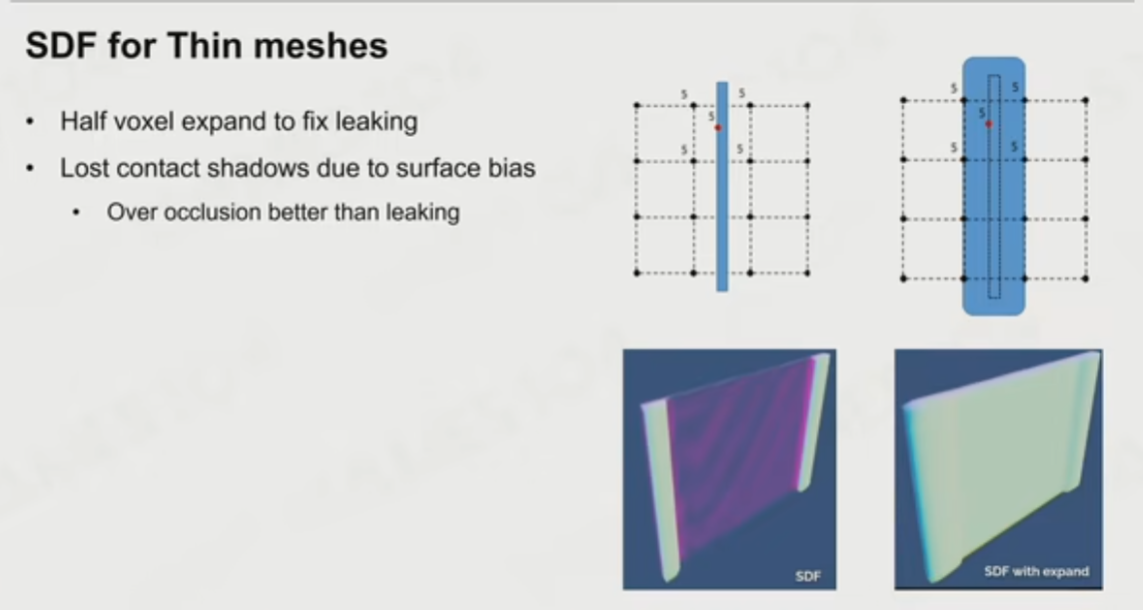 SDF for Thin meshes
• Half voxel expand to fix leaking
• Lost contact shadows due to surface bias
• Over occlusion better than leaking
5 5
5
5 5
5 5
5
5 5
SDF
SDF with expand